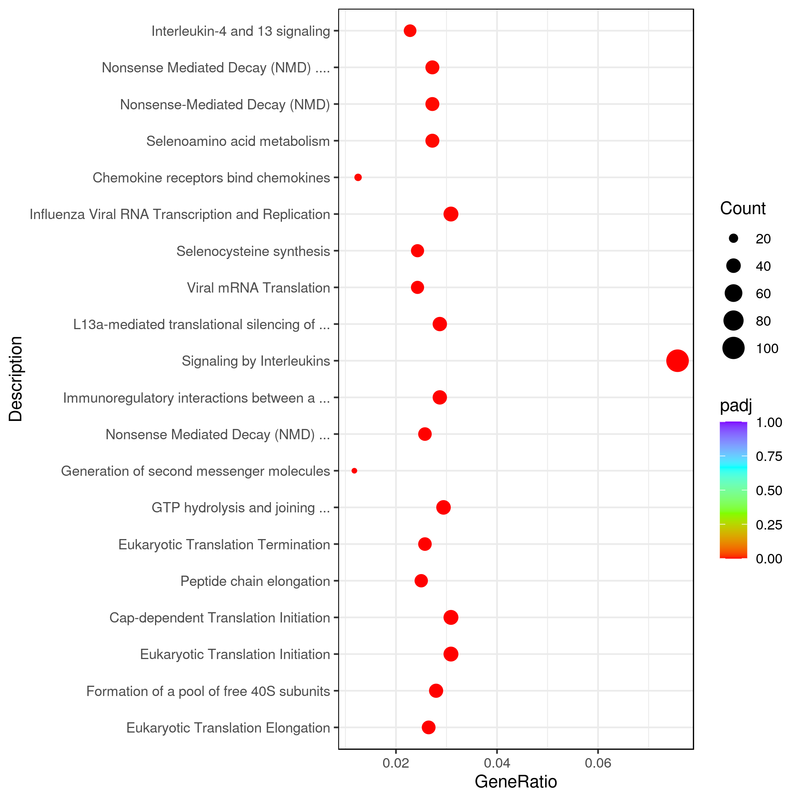 Interleukin-4 and 13 signaling
Nonsense Mediated Decay (NMD) ....
Nonsense-Mediated Decay (NMD)
Selenoamino acid metabolism
Chemokine receptors bind chemokines
Influenza Viral RNA Transcription and Replication
Selenocysteine synthesis
Viral mRNA Translation
L13a-mediated translational silencing of ...
Signaling by Interleukins
Immunoregulatory interactions between a ...
Nonsense Mediated Decay (NMD) ...
Generation of second messenger molecules
GTP hydrolysis and joining ...
Eukaryotic Translation Termination
Peptide chain elongation
Cap-dependent Translation Initiation
Eukaryotic Translation Initiation
Formation of a pool of free 40S subunits
Eukaryotic Translation Elongation
Description
0.02 0.04 0.06
GeneRatio
Count
20
40
60
80
100
padj
1.00
0.75
0.50
0.25
0.00